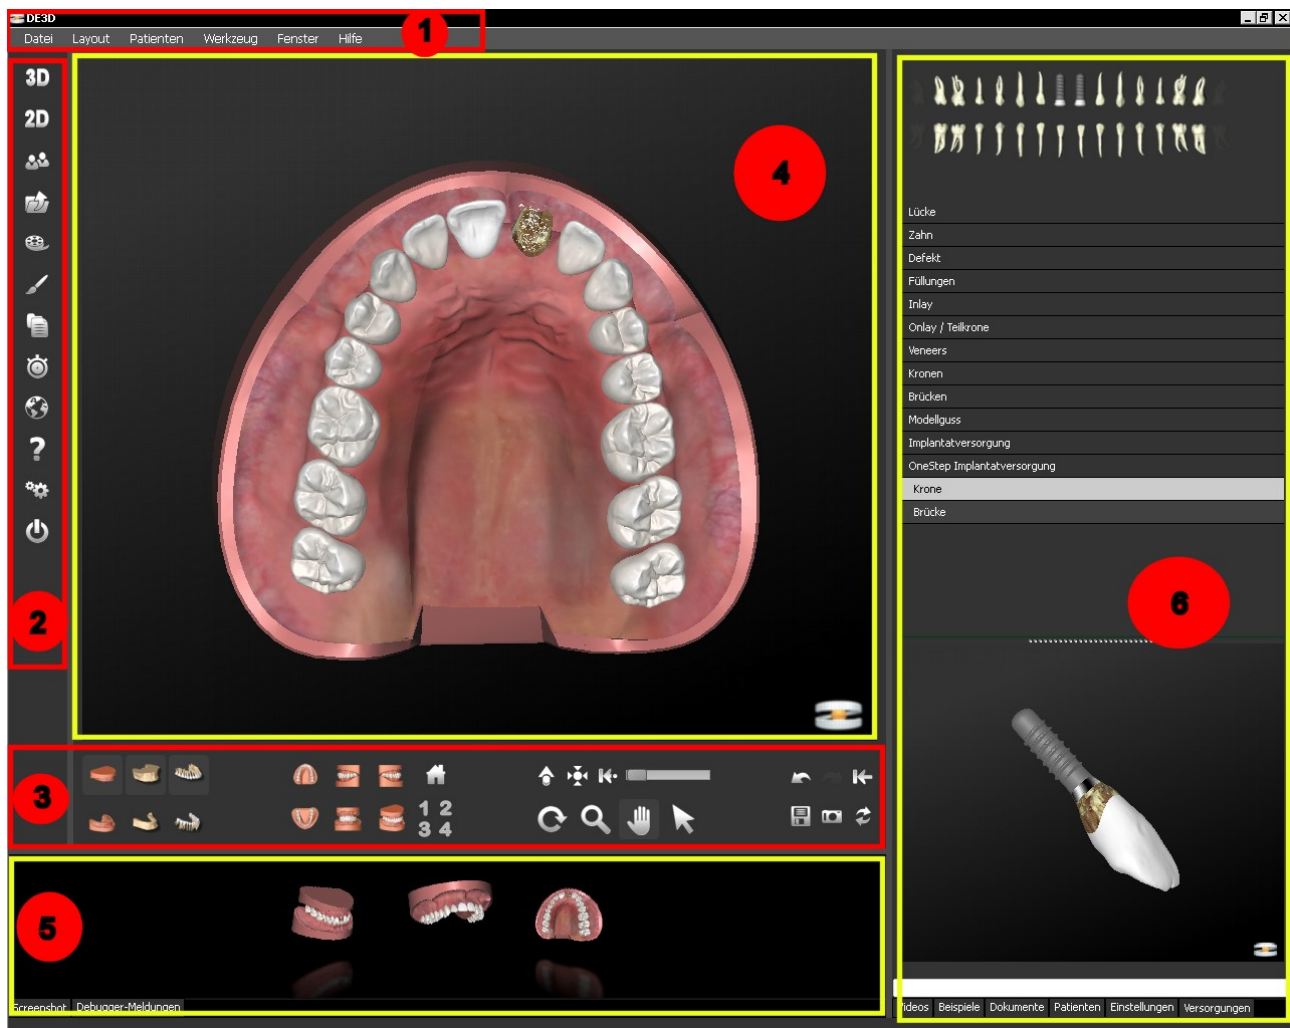 DE3D
Datei Layout Patienten Werkzeug Fenster Hilfe
1
3D
2D
?
2
4
Lücke
Zahn
Defekt
Füllungen
Inlay
Onlay / Teilkrone
Veneers
Kronen
Brücken
Modellguss
Implantatversorgung
OneStep Implantatversorgung
Krone
Brücke
6
3
1 2
3 4
5
Screenshot Debugger-Meldungen
Videos Beispiele Dokumente Patienten Einstellungen Versorgungen